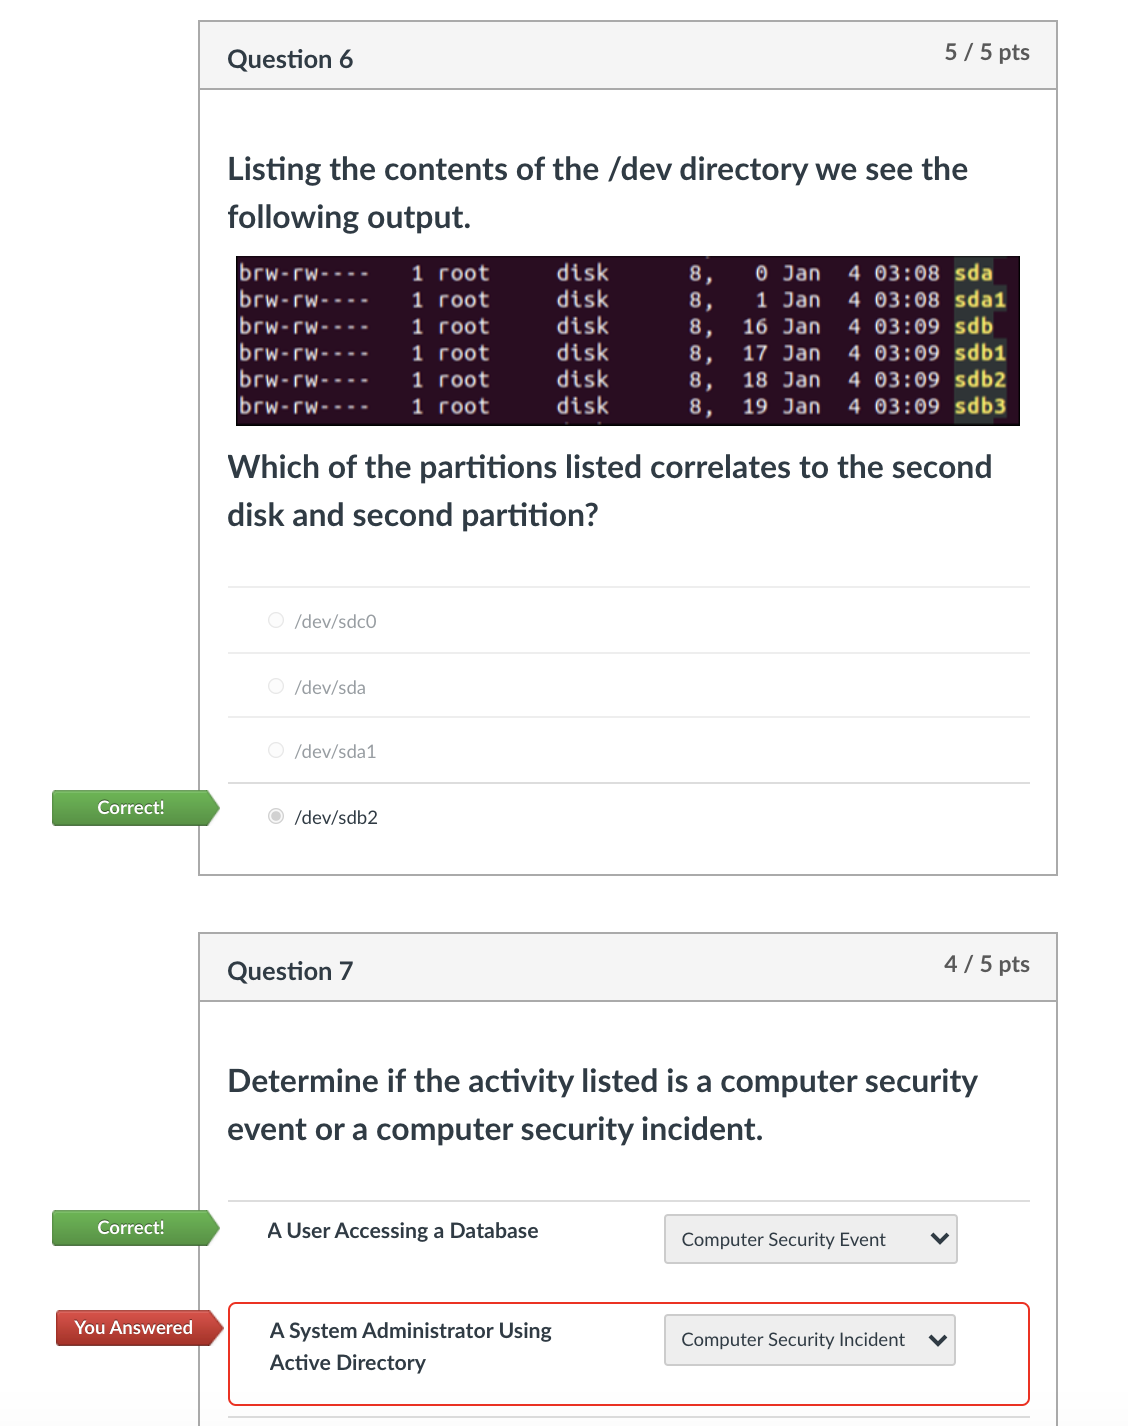 Question 6
5 / 5 pts
Listing the contents of the /dev directory we see the
following output.
brw-rw---- 1 root disk 8, 0 Jan 4 03:08 sda
brw-rw---- 1 root disk 8, 1 Jan 4 03:08 sda1
brw-rw---- 1 root disk 8, 16 Jan 4 03:09 sdb
brw-rw---- 1 root disk 8, 17 Jan 4 03:09 sdb1
brw-rw---- 1 root disk 8, 18 Jan 4 03:09 sdb2
brw-rw---- 1 root disk 8, 19 Jan 4 03:09 sdb3
Which of the partitions listed correlates to the second
disk and second partition?
/dev/sdc0
/dev/sda
/dev/sda1
Correct!
/dev/sdb2
Question 7
4 / 5 pts
Determine if the activity listed is a computer security
event or a computer security incident.
Correct!
A User Accessing a Database
Computer Security Event
You Answered
A System Administrator Using
Active Directory
Computer Security Incident